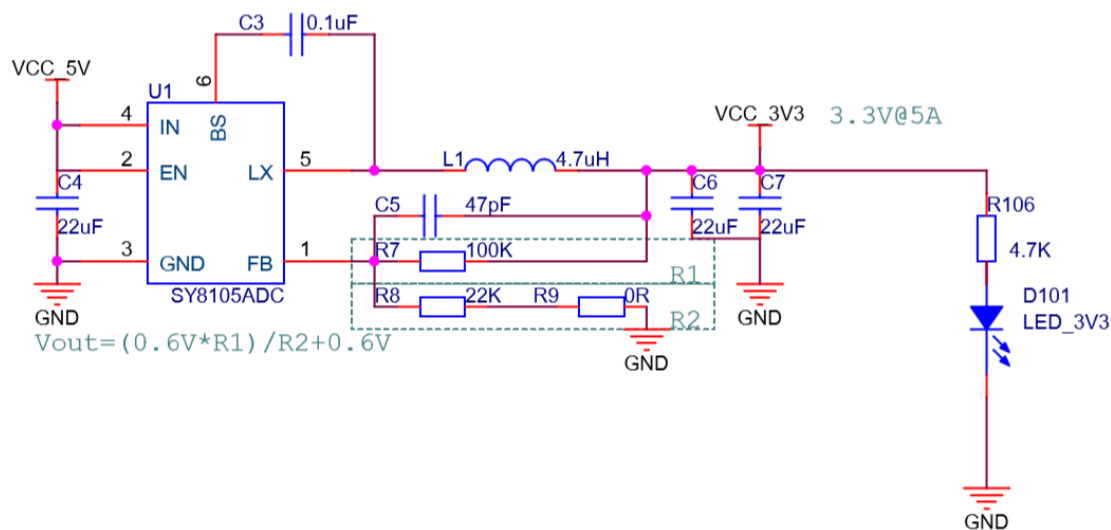 C3
0.1uF
VCC_5V
U1
6
4
IN
BS
VCC_3V3
3.3V@5A
2
EN
LX
5
L1
4.7uH
C4
C6
C7
C5
47pF
22uF
22uF
22uF
R106
4.7K
3
GND
FB
1
R7
100K
R1
SY8105ADC
R8
22K
R9
0R
R2
D101
LED_3V3
GND
GND
Vout=(0.6V*R1)/R2+0.6V
GND
GND